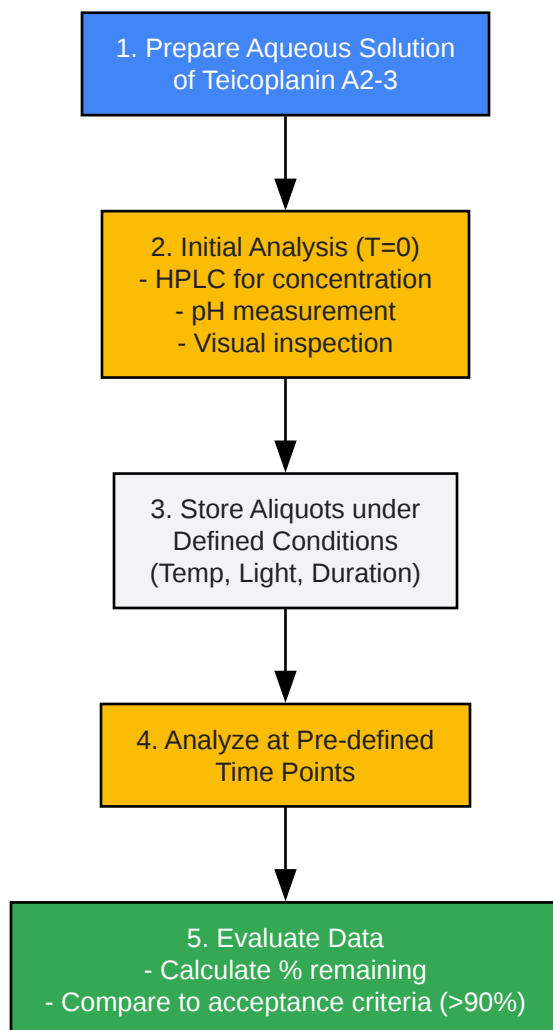 1. Prepare Aqueous Solution
of Teicoplanin A2-3
2. Initial Analysis (T=0)
- HPLC for concentration
- pH measurement
- Visual inspection
3. Store Aliquots under
Defined Conditions
(Temp, Light, Duration)
4. Analyze at Pre-defined
Time Points
5. Evaluate Data
- Calculate % remaining
- Compare to acceptance criteria (>90%)